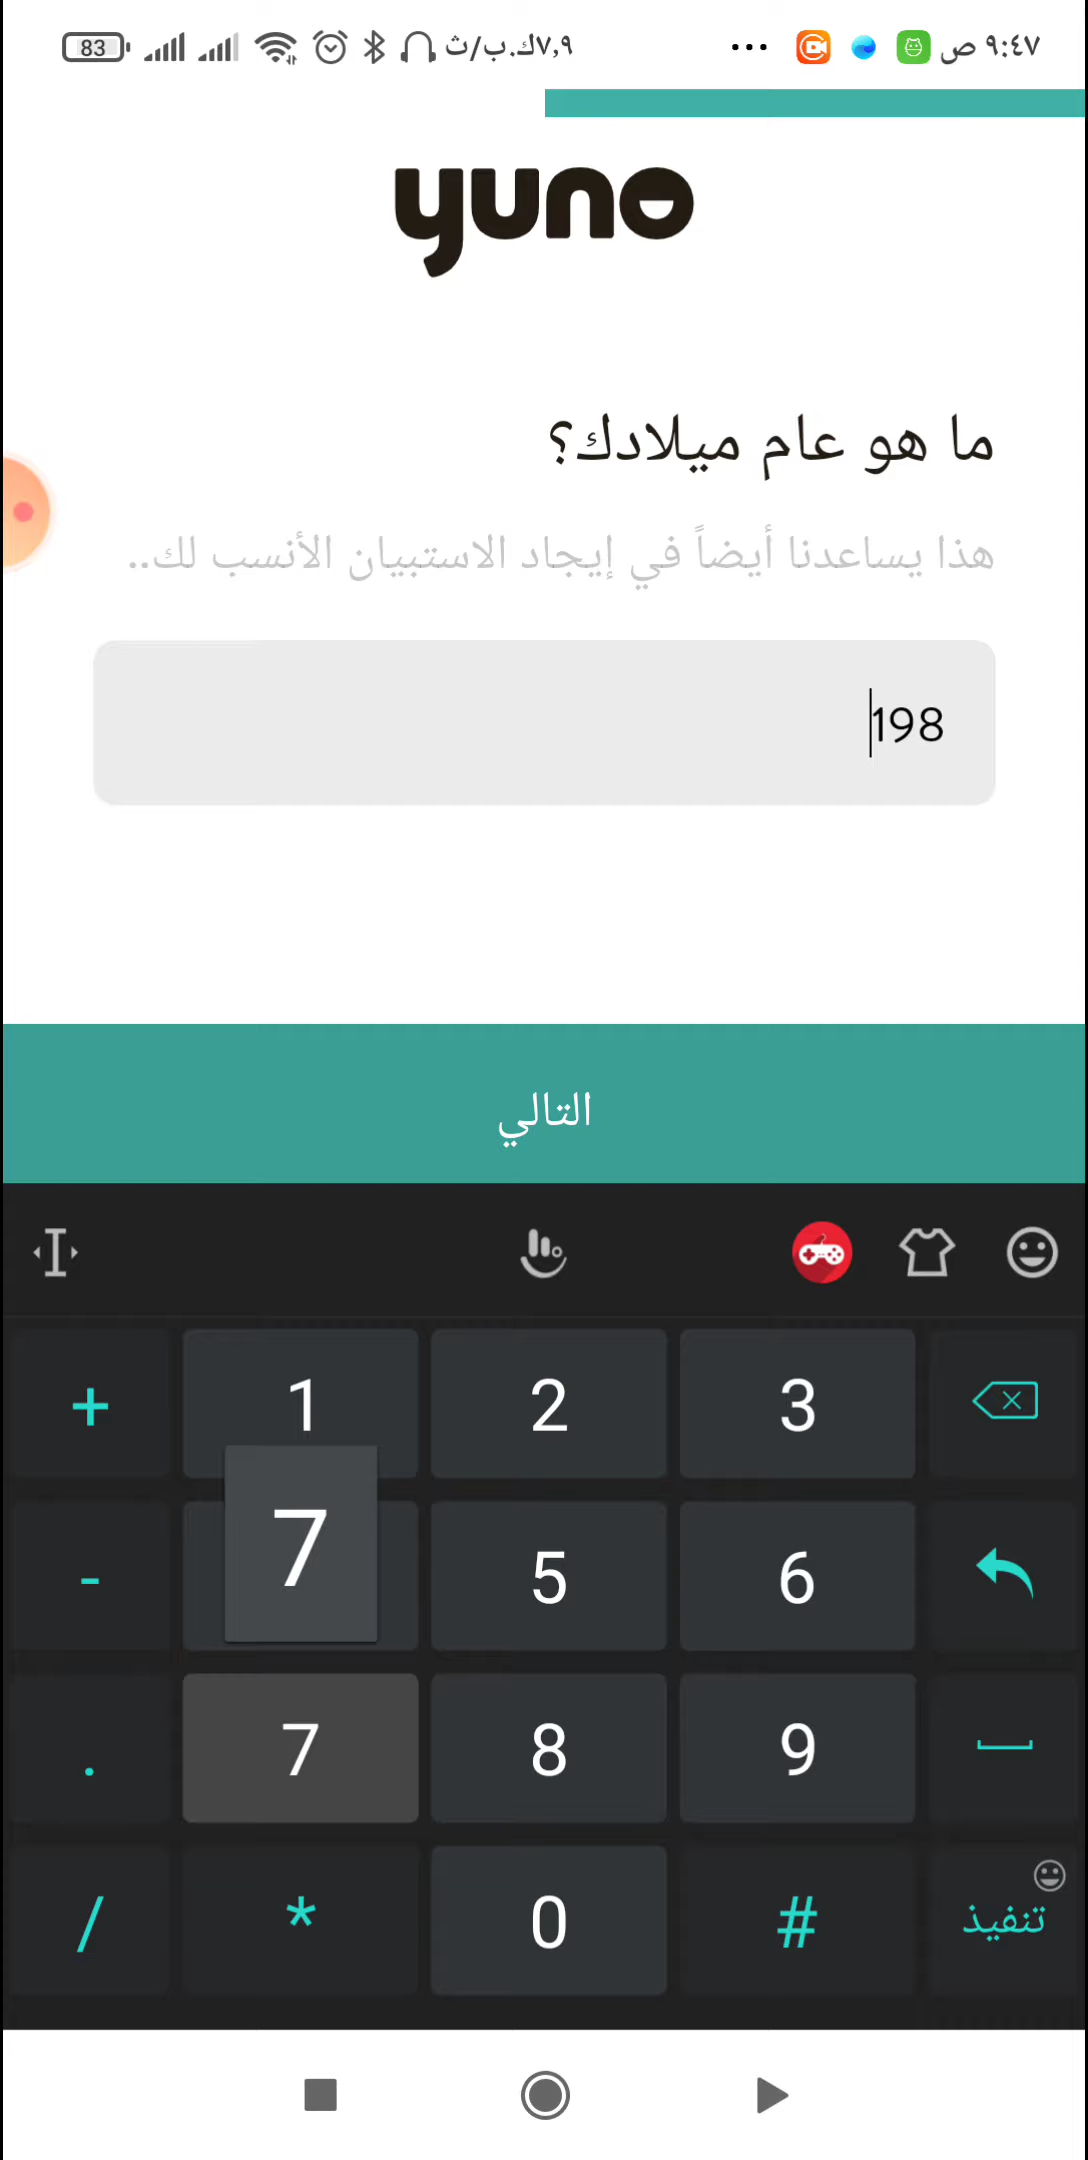 ٩:٤٧ ص ... ٧,٩ك.ب/ث 83
yuno
ما هو عام ميلادك؟
هذا يساعدنا أيضاً في إيجاد الاستبيان الأنسب لك..
198
التالي
+ 1 2 3
7
- 5 6
. 7 8 9
/ * 0 # تنفيذ